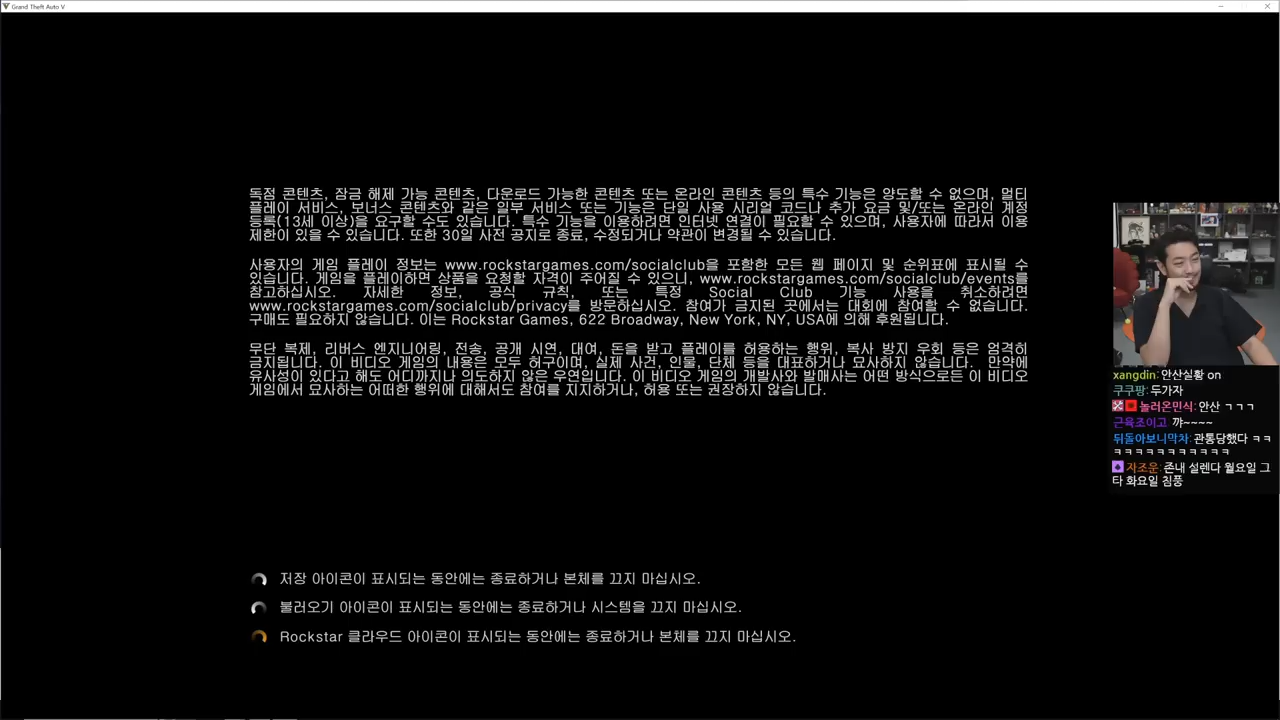 Grand Theft Auto V
독점 콘텐츠, 잠금 해제 가능 콘텐츠, 다운로드 가능한 콘텐츠 또는 온라인 콘텐츠 등의 특수 기능은 양도할 수 없으며, 멀티
플레이 서비스, 보너스 콘텐츠와 같은 일부 서비스 또는 기능은 단일 사용 시리얼 코드나 추가 요금 및/또는 온라인 계정
등록(13세 이상)을 요구할 수도 있습니다. 특수 기능을 이용하려면 인터넷 연결이 필요할 수 있으며, 사용자에 따라서 이용
제한이 있을 수 있습니다. 또한 30일 사전 공지로 종료, 수정되거나 약관이 변경될 수 있습니다.
사용자의 게임 플레이 정보는 www.rockstargames.com/socialclub을 포함한 모든 웹 페이지 및 순위표에 표시될 수
있습니다. 게임을 플레이하면 상품을 요청할 자격이 주어질 수 있으니, www.rockstargames.com/socialclub/events를
참고하십시오. 자세한 정보, 공식 규칙, 또는 특정 Social Club 기능 사용을 취소하려면
www.rockstargames.com/socialclub/privacy를 방문하십시오. 참여가 금지된 곳에서는 대회에 참여할 수 없습니다.
구매도 필요하지 않습니다. 이는 Rockstar Games, 622 Broadway, New York, NY, USA에 의해 후원됩니다.
무단 복제, 리버스 엔지니어링, 전송, 공개 시연, 대여, 돈을 받고 플레이를 허용하는 행위, 복사 방지 우회 등은 엄격히
금지됩니다. 이 비디오 게임의 내용은 모두 허구이며, 실제 사건, 인물, 단체 등을 대표하거나 묘사하지 않습니다. 만약에
유사성이 있다고 해도 어디까지나 의도하지 않은 우연입니다. 이 비디오 게임의 개발사와 발매사는 어떤 방식으로든 이 비디오
게임에서 묘사하는 어떠한 행위에 대해서도 참여를 지지하거나, 허용 또는 권장하지 않습니다.
저장 아이콘이 표시되는 동안에는 종료하거나 본체를 끄지 마십시오.
불러오기 아이콘이 표시되는 동안에는 종료하거나 시스템을 끄지 마십시오.
Rockstar 클라우드 아이콘이 표시되는 동안에는 종료하거나 본체를 끄지 마십시오.
xangdin: 안산실황 on
쿠쿠팡: 두가자
놀러온민식: 안산 ㄱㄱㄱ
근육조이고: 꺄~~~~
뒤돌아보니막차: 관통당했다 ㅋㅋ
ㅋㅋㅋㅋㅋㅋㅋㅋㅋㅋㅋ
자조운: 존내 설렌다 월요일 그
타 화요일 침풍